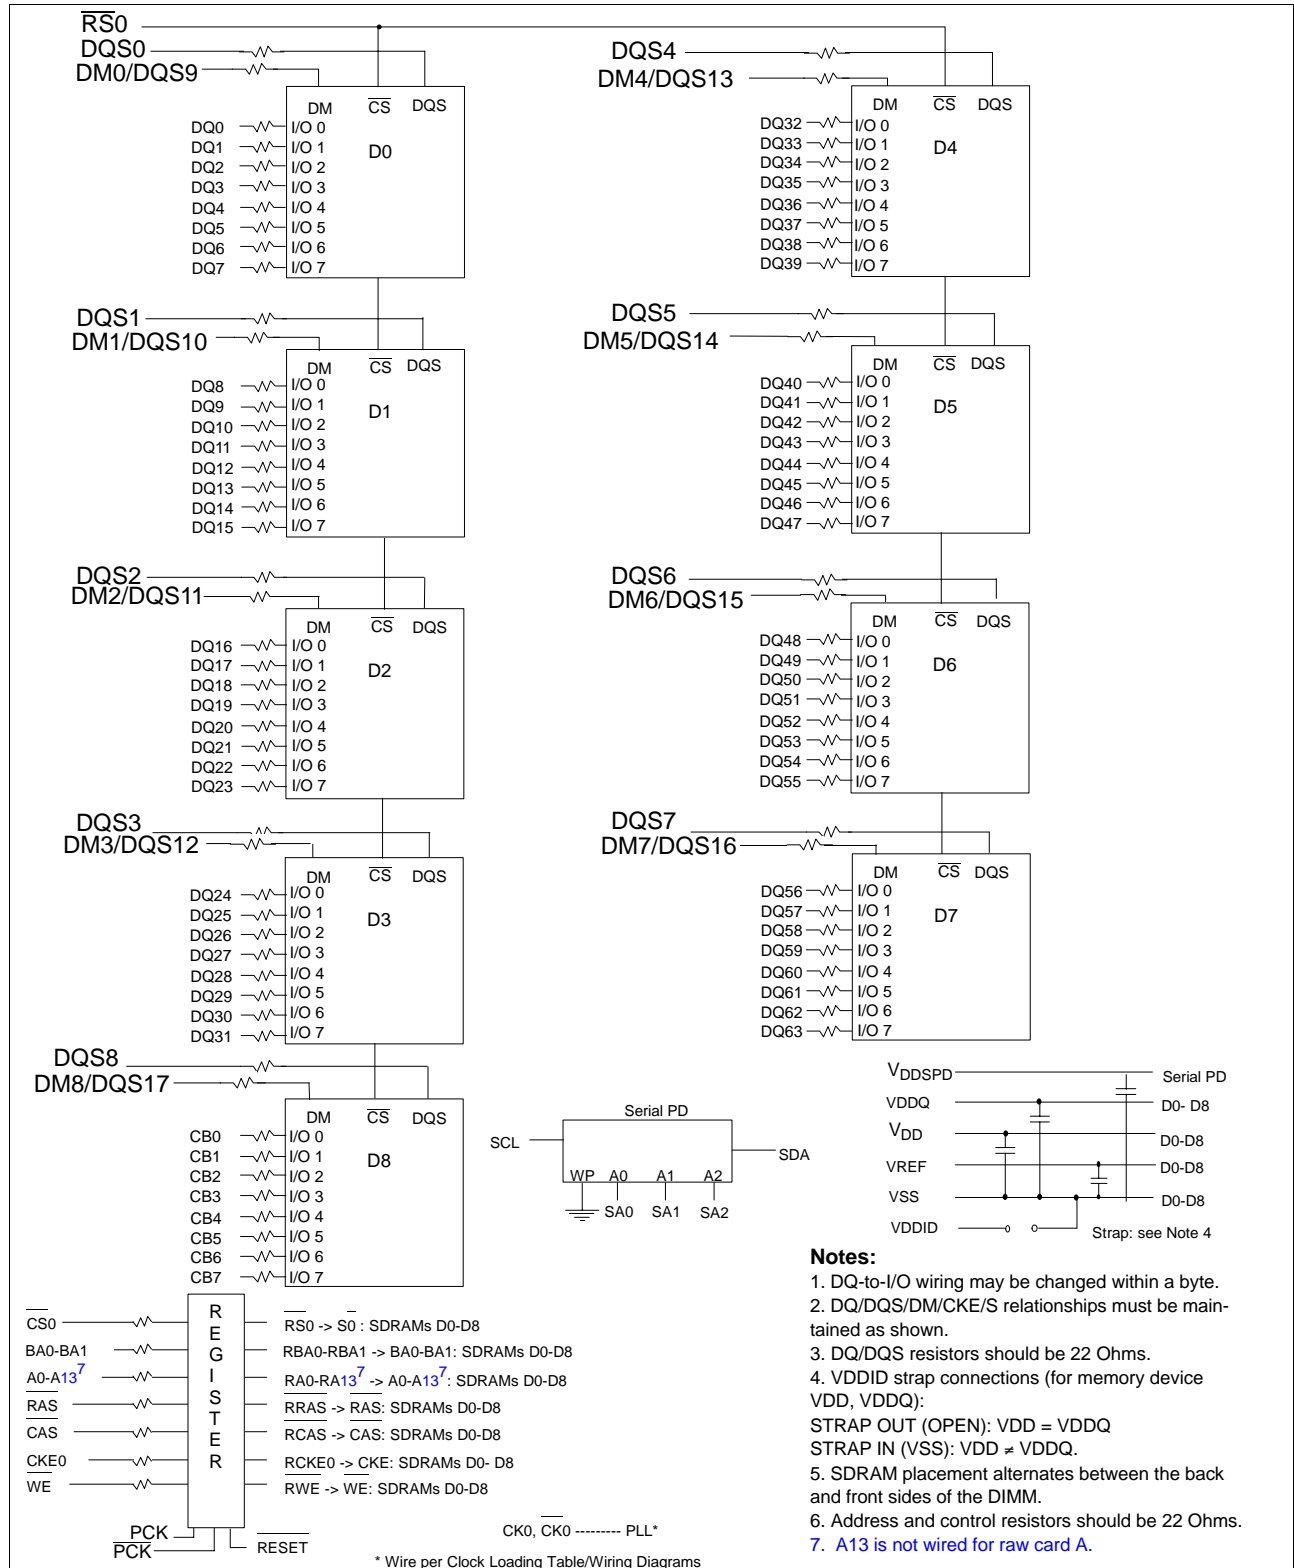 RS0
DQS0
DM0/DQS9
DM CS DQS
D0
DQ0 I/O 0
DQ1 I/O 1
DQ2 I/O 2
DQ3 I/O 3
DQ4 I/O 4
DQ5 I/O 5
DQ6 I/O 6
DQ7 I/O 7
DQS1
DM1/DQS10
DM CS DQS
D1
DQ8 I/O 0
DQ9 I/O 1
DQ10 I/O 2
DQ11 I/O 3
DQ12 I/O 4
DQ13 I/O 5
DQ14 I/O 6
DQ15 I/O 7
DQS2
DM2/DQS11
DM CS DQS
D2
DQ16 I/O 0
DQ17 I/O 1
DQ18 I/O 2
DQ19 I/O 3
DQ20 I/O 4
DQ21 I/O 5
DQ22 I/O 6
DQ23 I/O 7
DQS3
DM3/DQS12
DM CS DQS
D3
DQ24 I/O 0
DQ25 I/O 1
DQ26 I/O 2
DQ27 I/O 3
DQ28 I/O 4
DQ29 I/O 5
DQ30 I/O 6
DQ31 I/O 7
DQS8
DM8/DQS17
DM CS DQS
D8
CB0 I/O 0
CB1 I/O 1
CB2 I/O 2
CB3 I/O 3
CB4 I/O 4
CB5 I/O 5
CB6 I/O 6
CB7 I/O 7
DQS4
DM4/DQS13
DM CS DQS
D4
DQ32 I/O 0
DQ33 I/O 1
DQ34 I/O 2
DQ35 I/O 3
DQ36 I/O 4
DQ37 I/O 5
DQ38 I/O 6
DQ39 I/O 7
DQS5
DM5/DQS14
DM CS DQS
D5
DQ40 I/O 0
DQ41 I/O 1
DQ42 I/O 2
DQ43 I/O 3
DQ44 I/O 4
DQ45 I/O 5
DQ46 I/O 6
DQ47 I/O 7
DQS6
DM6/DQS15
DM CS DQS
D6
DQ48 I/O 0
DQ49 I/O 1
DQ50 I/O 2
DQ51 I/O 3
DQ52 I/O 4
DQ53 I/O 5
DQ54 I/O 6
DQ55 I/O 7
DQS7
DM7/DQS16
DM CS DQS
D7
DQ56 I/O 0
DQ57 I/O 1
DQ58 I/O 2
DQ59 I/O 3
DQ60 I/O 4
DQ61 I/O 5
DQ62 I/O 6
DQ63 I/O 7
Serial PD
SCL SDA
WP A0 A1 A2
SA0 SA1 SA2
VDDSPD Serial PD
VDDQ D0- D8
VDD D0-D8
VREF D0-D8
VSS D0-D8
VDDID Strap: see Note 4
REGISTER
CS0 RS0 -> S0 : SDRAMs D0-D8
BA0-BA1 RBA0-RBA1 -> BA0-BA1: SDRAMs D0-D8
A0-A13⁷ RA0-RA13⁷ -> A0-A13⁷: SDRAMs D0-D8
RAS RRAS -> RAS: SDRAMs D0-D8
CAS RCAS -> CAS: SDRAMs D0-D8
CKE0 RCKE0 -> CKE: SDRAMs D0- D8
WE RWE -> WE: SDRAMs D0-D8
PCK
PCK
RESET
CK0, CK0 --------- PLL*
* Wire per Clock Loading Table/Wiring Diagrams
Notes:
1. DQ-to-I/O wiring may be changed within a byte.
2. DQ/DQS/DM/CKE/S relationships must be main-
tained as shown.
3. DQ/DQS resistors should be 22 Ohms.
4. VDDID strap connections (for memory device
VDD, VDDQ):
STRAP OUT (OPEN): VDD = VDDQ
STRAP IN (VSS): VDD ≠ VDDQ.
5. SDRAM placement alternates between the back
and front sides of the DIMM.
6. Address and control resistors should be 22 Ohms.
7. A13 is not wired for raw card A.